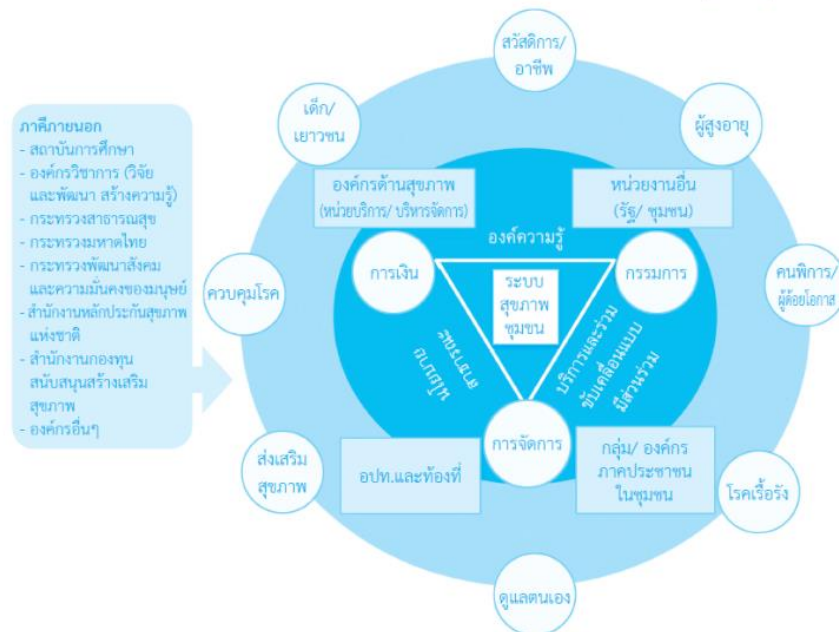 ภาคีภายนอก
- สถาบันการศึกษา
- องค์กรวิชาการ (วิจัย
และพัฒนา สร้างความรู้)
- กระทรวงสาธารณสุข
- กระทรวงมหาดไทย
- กระทรวงพัฒนาสังคม
และความมั่นคงของมนุษย์
- สำนักงานหลักประกันสุขภาพ
แห่งชาติ
- สำนักงานกองทุน
สนับสนุนสร้างเสริม
สุขภาพ
- องค์กรอื่นๆ
สวัสดิการ/
อาชีพ
เด็ก/
เยาวชน
ผู้สูงอายุ
องค์กรด้านสุขภาพ
(หน่วยบริการ/ บริหารจัดการ)
หน่วยงานอื่น
(รัฐ/ ชุมชน)
องค์ความรู้
การเงิน
กรรมการ
ระบบ
สุขภาพ
ชุมชน
ควบคุมโรค
คนพิการ/
ผู้ด้อยโอกาส
นโยบาย
สาธารณะ
บริการและร่วม
ขับเคลื่อนแบบ
มีส่วนร่วม
การจัดการ
ส่งเสริม
สุขภาพ
อปท.และท้องที่
กลุ่ม/ องค์กร
ภาคประชาชน
ในชุมชน
โรคเรื้อรัง
ดูแลตนเอง